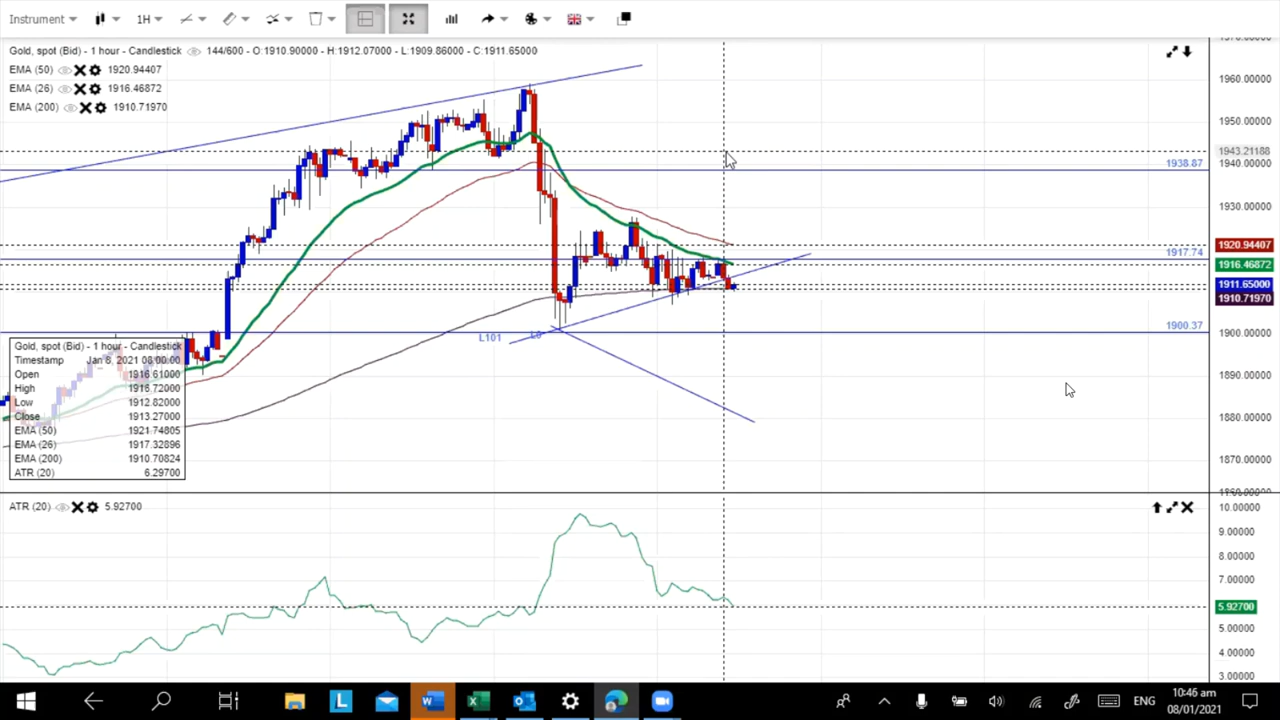 Instrument 1H
Gold, spot (Bid) - 1 hour - Candlestick 144/600 - O:1910.90000 - H:1912.07000 - L:1909.86000 - C:1911.65000
EMA (50) 1920.94407
EMA (26) 1916.46872
EMA (200) 1910.71970
1960.00000
1950.00000
1943.21188
1940.00000
1938.87
1930.00000
1920.94407
1917.74
1916.46872
1911.65000
1910.71970
1900.37
1900.00000
1890.00000
1880.00000
1870.00000
L101
Gold, spot (Bid) - 1 hour - Candlestick
Timestamp Jan 8, 2021 08:00:00
Open 1916.61000
High 1916.72000
Low 1912.82000
Close 1913.27000
EMA (50) 1921.74805
EMA (26) 1917.32896
EMA (200) 1910.70824
ATR (20) 6.29700
ATR (20) 5.92700
10.00000
9.00000
8.00000
7.00000
5.92700
5.00000
4.00000
3.00000
ENG
10:46 am
08/01/2021